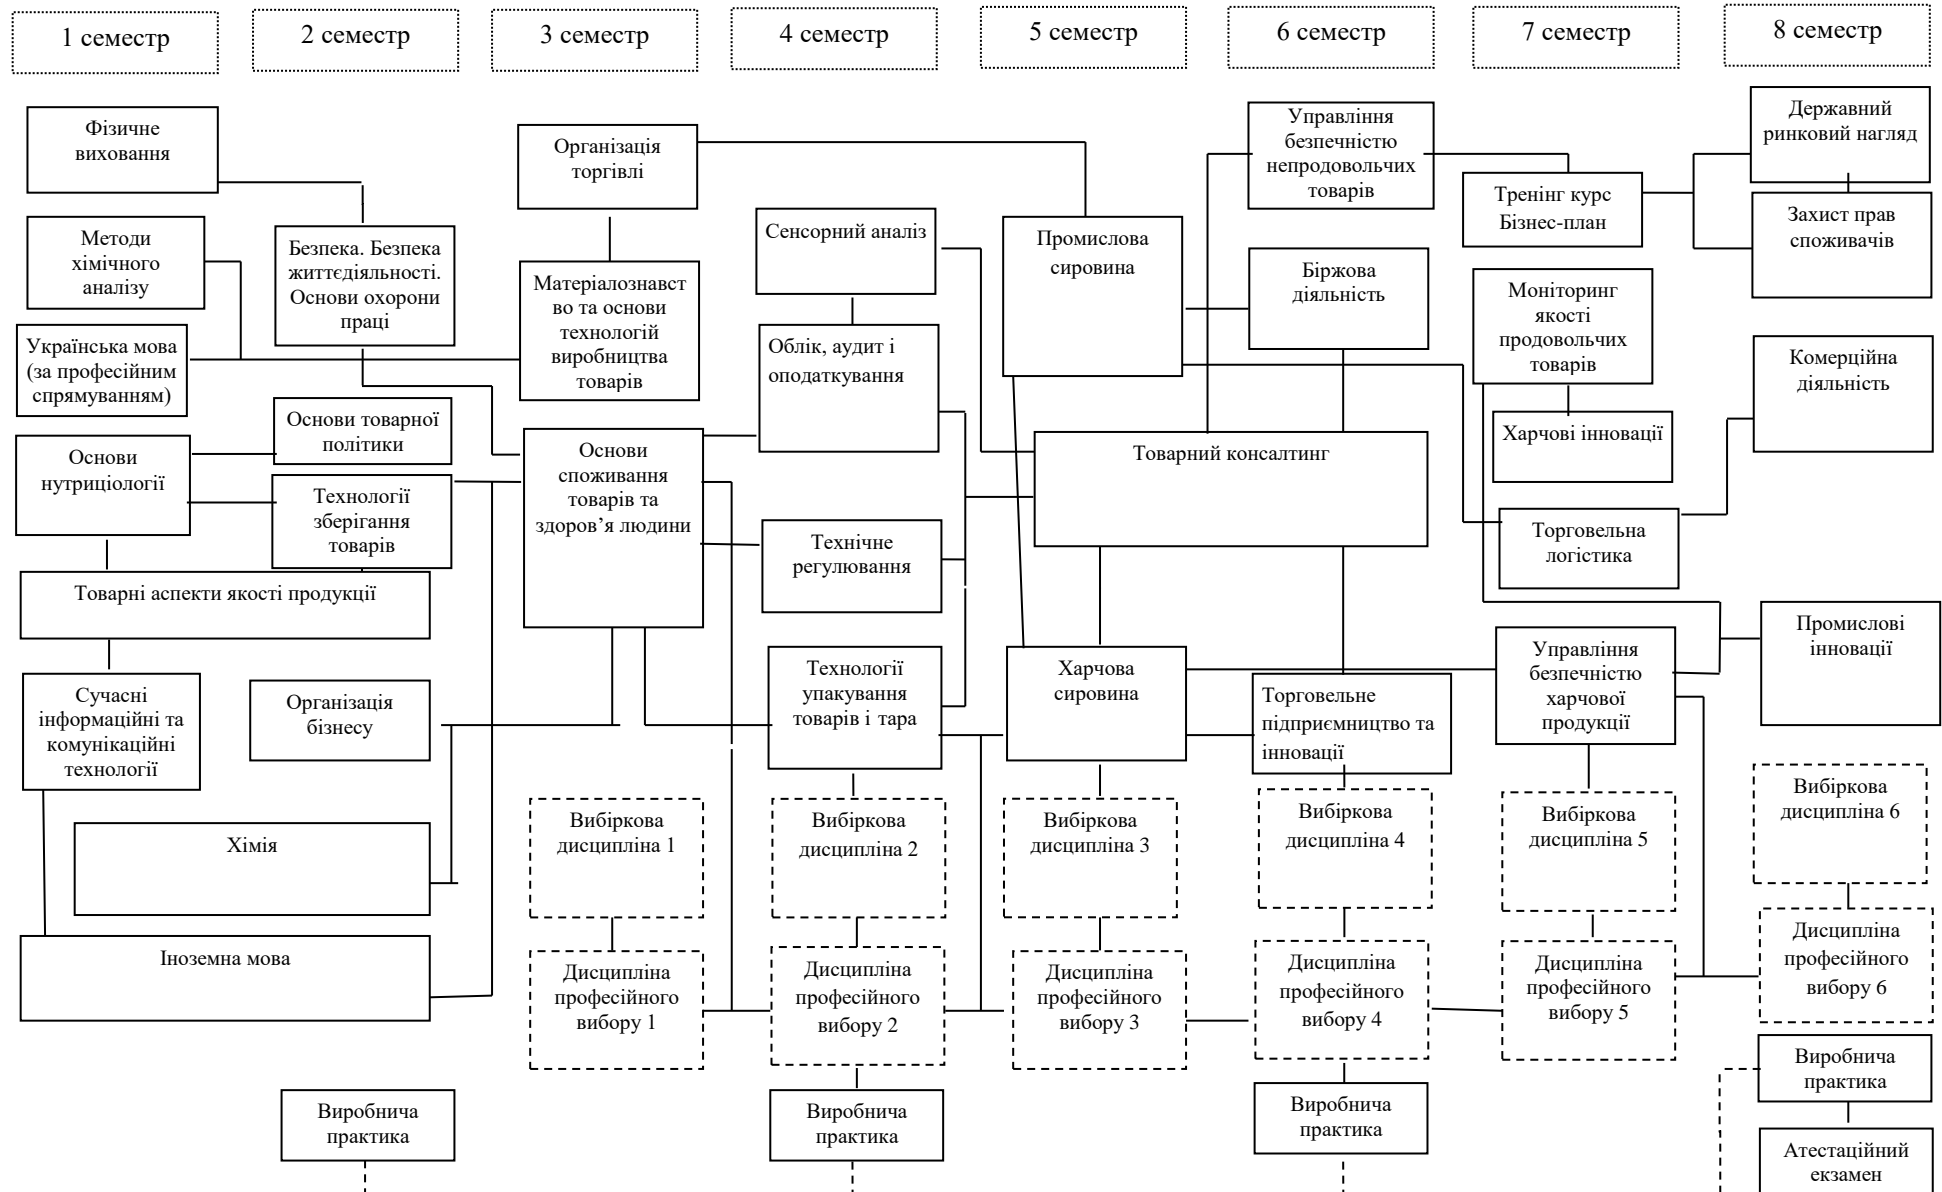 1 семестр
2 семестр
3 семестр
4 семестр
5 семестр
6 семестр
7 семестр
8 семестр
Фізичне
виховання
Методи
хімічного
аналізу
Українська мова
(за професійним
спрямуванням)
Основи
нутриціології
Товарні аспекти якості продукції
Сучасні
інформаційні та
комунікаційні
технології
Хімія
Іноземна мова
Безпека. Безпека
життєдіяльності.
Основи охорони
праці
Основи товарної
політики
Технології
зберігання
товарів
Організація
бізнесу
Виробнича
практика
Організація
торгівлі
Матеріалознавст
во та основи
технологій
виробництва
товарів
Основи
споживання
товарів та
здоров’я людини
Вибіркова
дисципліна 1
Дисципліна
професійного
вибору 1
Сенсорний аналіз
Облік, аудит і
оподаткування
Технічне
регулювання
Технології
упакування
товарів і тара
Вибіркова
дисципліна 2
Дисципліна
професійного
вибору 2
Виробнича
практика
Промислова
сировина
Товарний консалтинг
Харчова
сировина
Вибіркова
дисципліна 3
Дисципліна
професійного
вибору 3
Управління
безпечністю
непродовольчих
товарів
Біржова
діяльність
Торговельне
підприємництво та
інновації
Вибіркова
дисципліна 4
Дисципліна
професійного
вибору 4
Виробнича
практика
Тренінг курс
Бізнес-план
Моніторинг
якості
продовольчих
товарів
Харчові інновації
Торговельна
логістика
Управління
безпечністю
харчової
продукції
Вибіркова
дисципліна 5
Дисципліна
професійного
вибору 5
Державний
ринковий нагляд
Захист прав
споживачів
Комерційна
діяльність
Промислові
інновації
Вибіркова
дисципліна 6
Дисципліна
професійного
вибору 6
Виробнича
практика
Атестаційний
екзамен